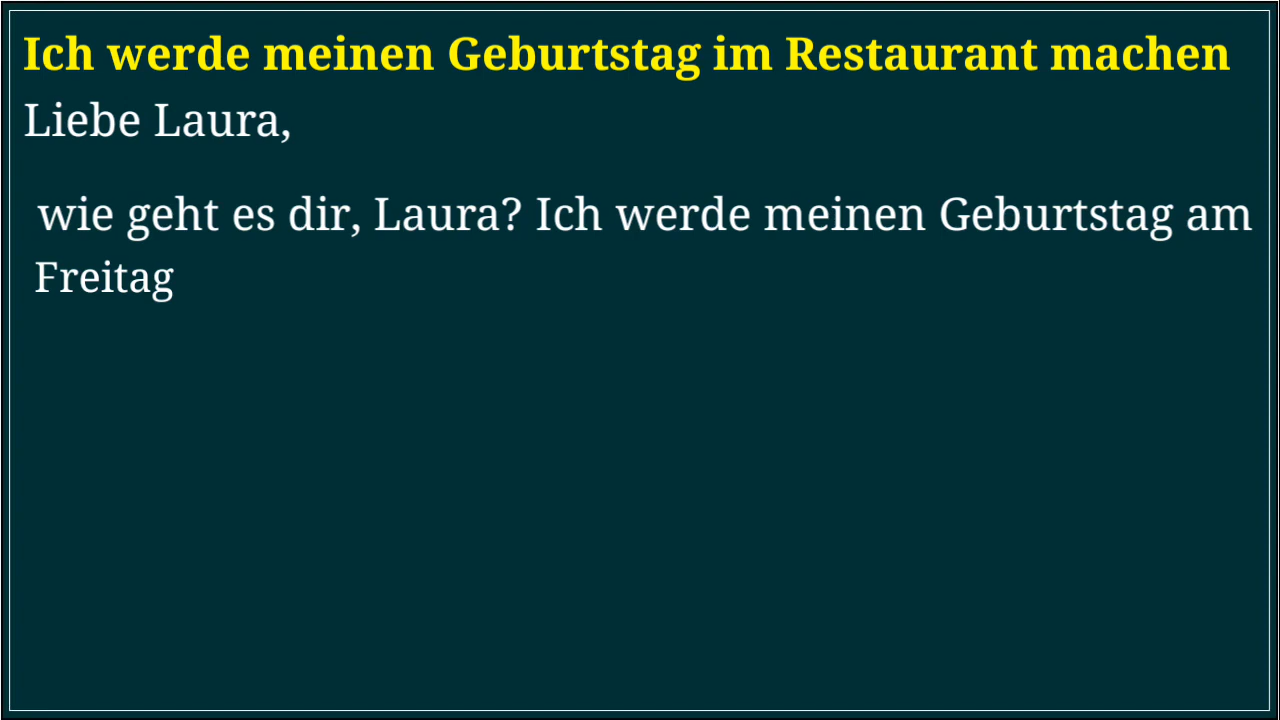 Ich werde meinen Geburtstag im Restaurant machen
Liebe Laura,
wie geht es dir, Laura? Ich werde meinen Geburtstag am
Freitag